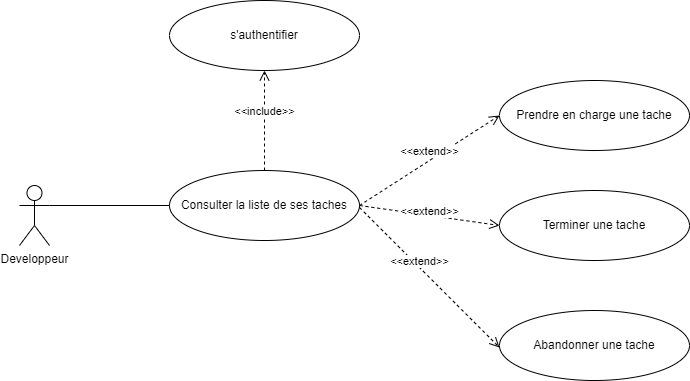 s'authentifier
<<include>>
Prendre en charge une tache
<<extend>>
Consulter la liste de ses taches
<<extend>>
Terminer une tache
Developpeur
<<extend>>
Abandonner une tache